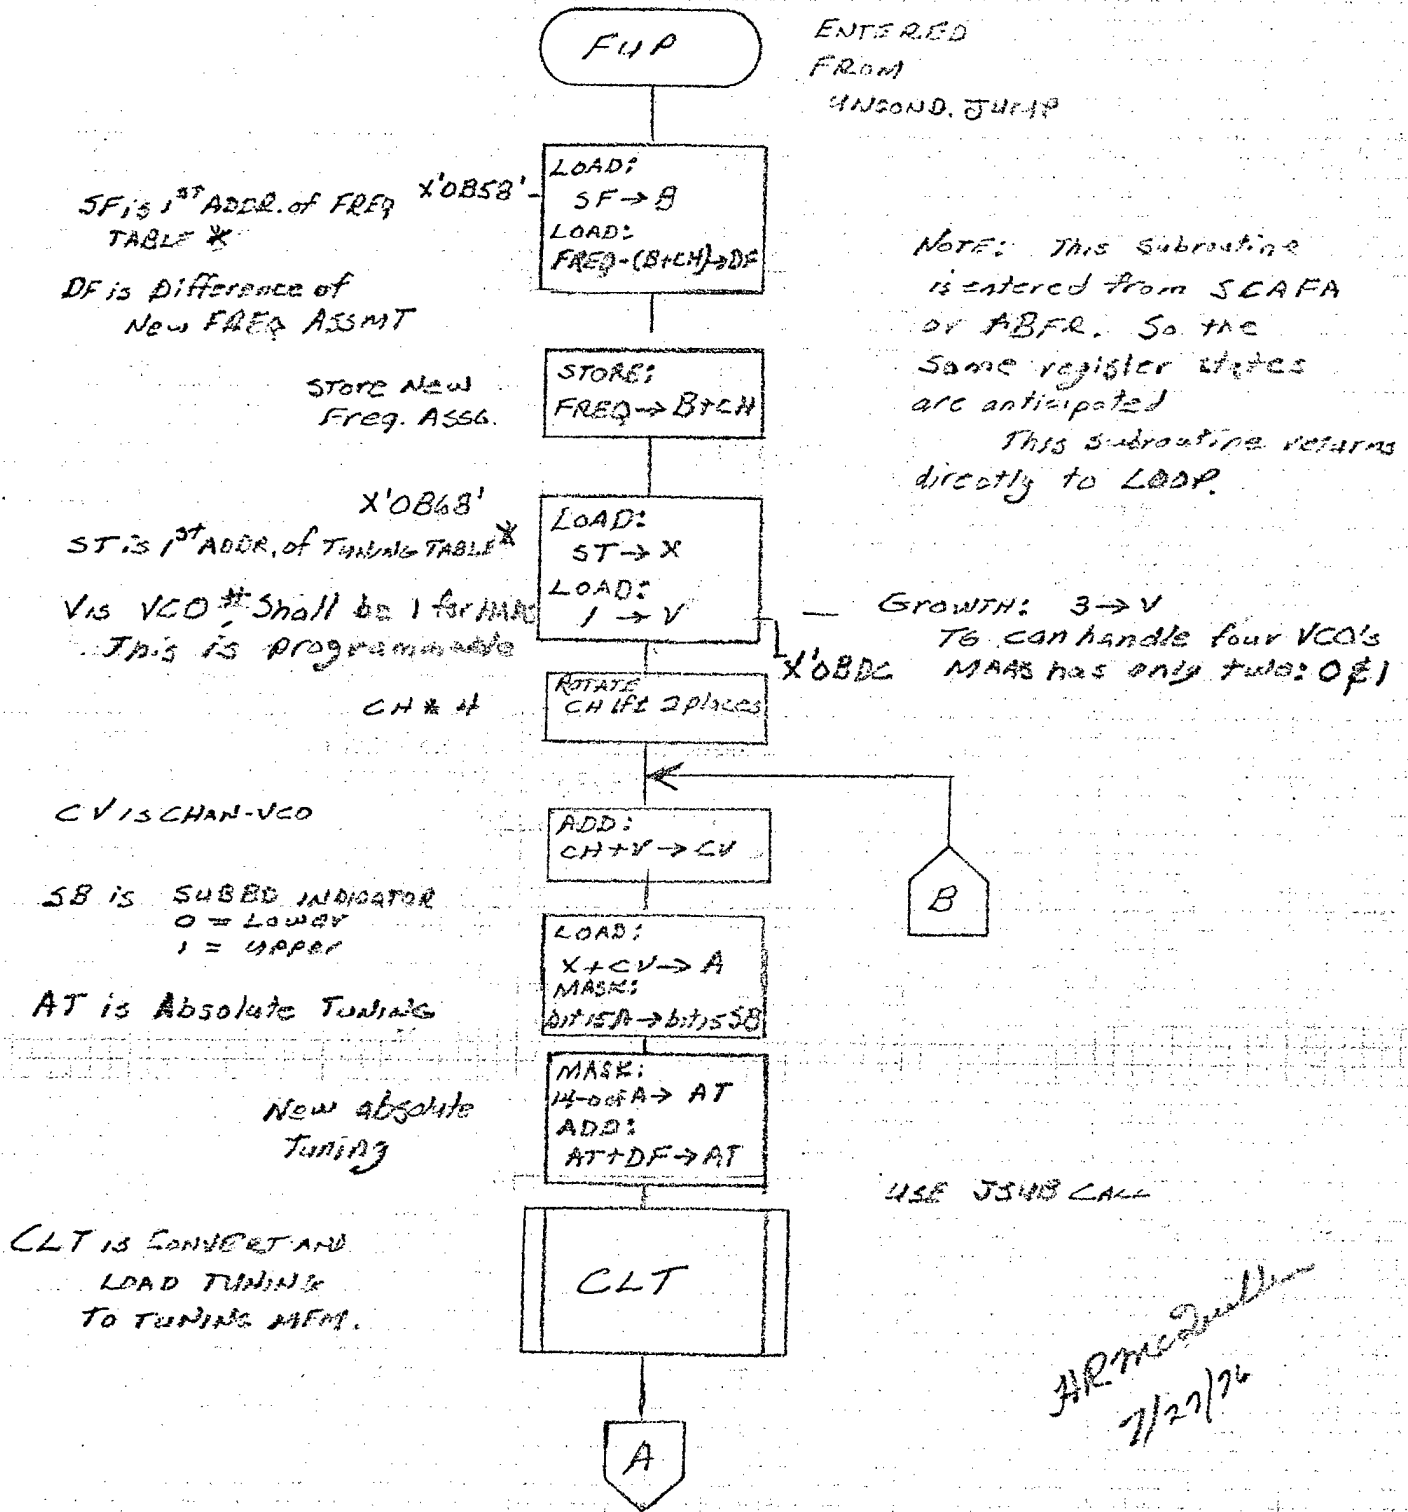 FUP
ENTERED
FROM
UNCOND. JUMP
SF is 1ST ADDR. of FREQ
TABLE *
X'0B58'
LOAD:
SF → B
LOAD:
FREQ-(B+CH)→DF
DF is Difference of
New FREQ ASSMT
NOTE: This Subroutine
is entered from SCAFA
or ABFR. So the
Same register states
are anticipated
This subroutine returns
directly to LOOP.
Store New
Freq. ASSG.
STORE:
FREQ → B+CH
X'0B68'
ST is 1ST ADDR. of TUNING TABLE *
LOAD:
ST → X
LOAD:
1 → V
V is VCO #. Shall be 1 for
This is programmable
GROWTH: 3 → V
TG can handle four VCO's
MAAS has only two: 0 & 1
X'0BDC
CH * 4
ROTATE
CH lft 2 places
CV IS CHAN-VCO
ADD:
CH+V → CV
B
SB is SUBBD INDICATOR
0 = Lower
1 = Upper
LOAD:
X+CV → A
MASK:
bit 15A → bit 15 SB
AT is Absolute TUNING
New absolute
Tuning
MASK:
14-0 of A → AT
ADD:
AT+DF → AT
USE JSUB CALL
CLT is CONVERT AND
LOAD TUNING
TO TUNING MEM.
CLT
HR McQuillen
7/27/76
A